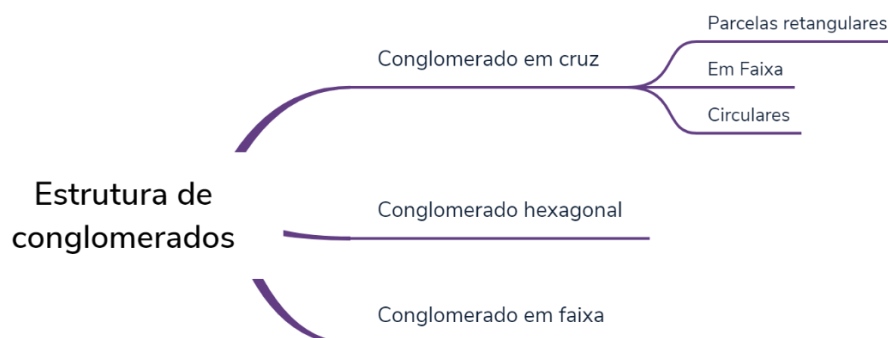 Estrutura de
conglomerados
Conglomerado em cruz
Parcelas retangulares
Em Faixa
Circulares
Conglomerado hexagonal
Conglomerado em faixa